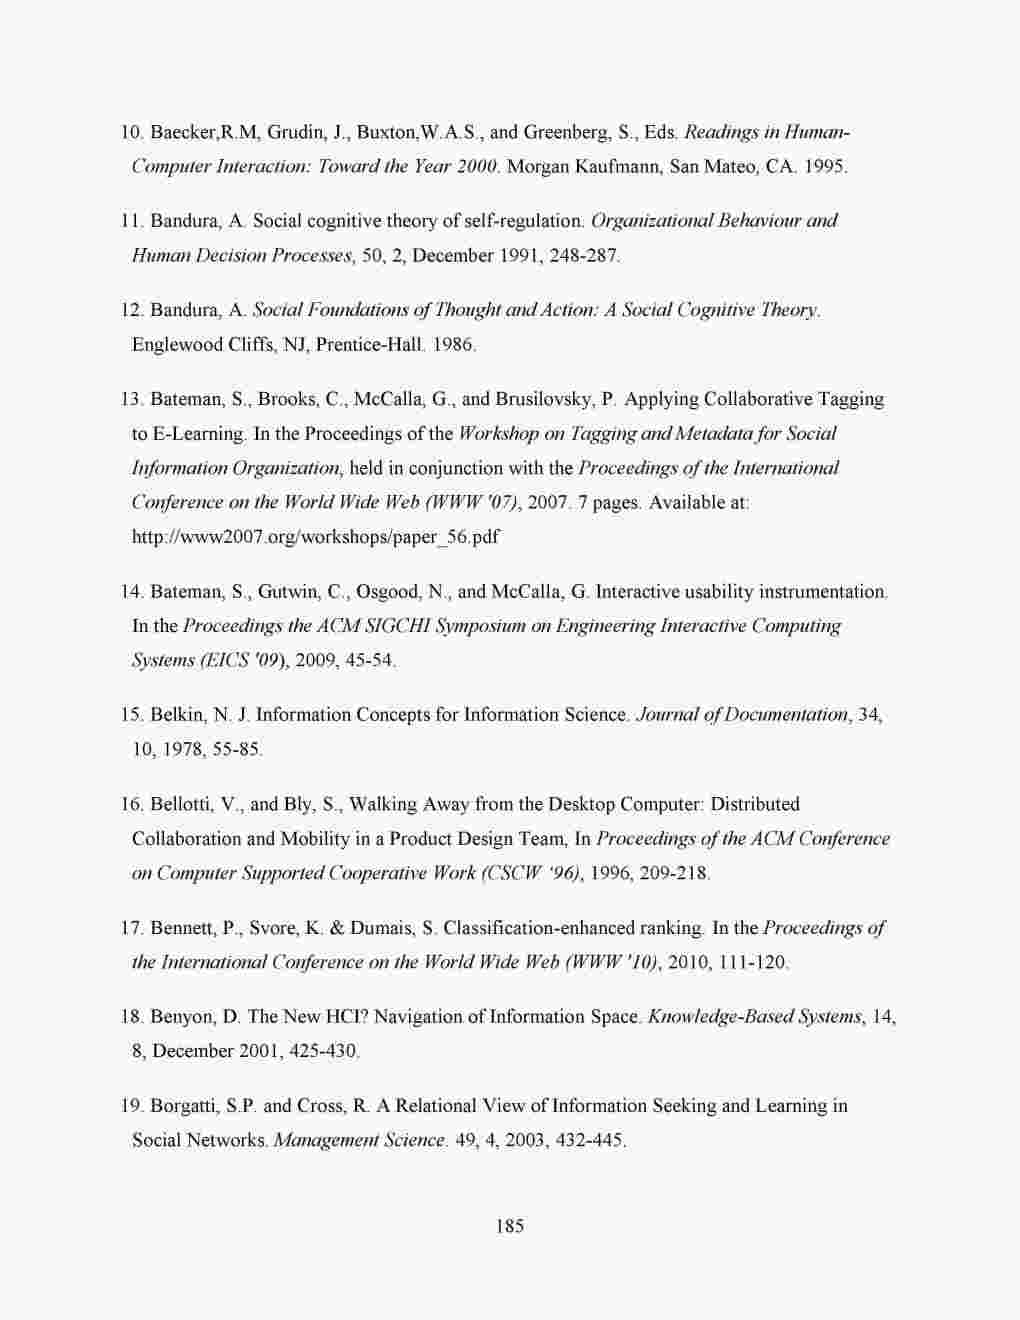 10. Baecker,R.M, Grudin, J., Buxton,W.A.S., and Greenberg, S., Eds. Readings in Human-
Computer Interaction: Toward the Year 2000. Morgan Kaufmann, San Mateo, CA. 1995.
11. Bandura, A. Social cognitive theory of self-regulation. Organizational Behaviour and
Human Decision Processes, 50, 2, December 1991, 248-287.
12. Bandura, A. Social Foundations of Thought and Action: A Social Cognitive Theory.
Englewood Cliffs, NJ, Prentice-Hall. 1986.
13. Bateman, S., Brooks, C., McCalla, G., and Brusilovsky, P. Applying Collaborative Tagging
to E-Learning. In the Proceedings of the Workshop on Tagging and Metadata for Social
Information Organization, held in conjunction with the Proceedings of the International
Conference on the World Wide Web (WWW '07), 2007. 7 pages. Available at:
http://www2007.org/workshops/paper_56.pdf
14. Bateman, S., Gutwin, C., Osgood, N., and McCalla, G. Interactive usability instrumentation.
In the Proceedings the ACM SIGCHI Symposium on Engineering Interactive Computing
Systems (EICS '09), 2009, 45-54.
15. Belkin, N. J. Information Concepts for Information Science. Journal of Documentation, 34,
10, 1978, 55-85.
16. Bellotti, V., and Bly, S., Walking Away from the Desktop Computer: Distributed
Collaboration and Mobility in a Product Design Team, In Proceedings of the ACM Conference
on Computer Supported Cooperative Work (CSCW ‘96), 1996, 209-218.
17. Bennett, P., Svore, K. & Dumais, S. Classification-enhanced ranking. In the Proceedings of
the International Conference on the World Wide Web (WWW '10), 2010, 111-120.
18. Benyon, D. The New HCI? Navigation of Information Space. Knowledge-Based Systems, 14,
8, December 2001, 425-430.
19. Borgatti, S.P. and Cross, R. A Relational View of Information Seeking and Learning in
Social Networks. Management Science. 49, 4, 2003, 432-445.
185